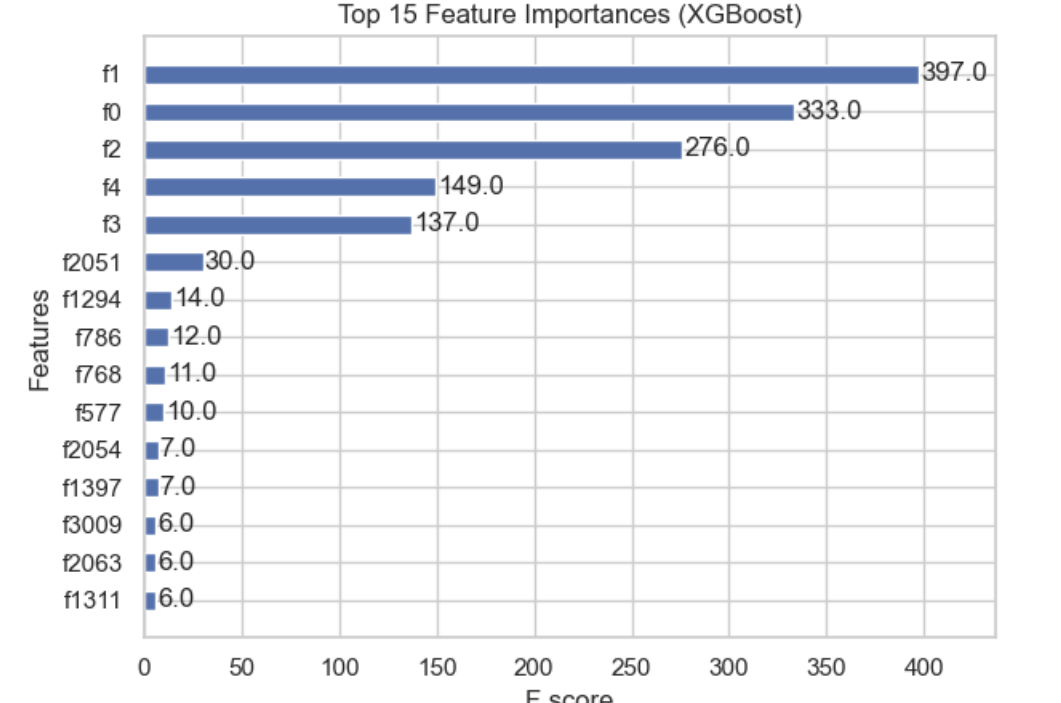 Top 15 Feature Importances (XGBoost)
f1 397.0
f0 333.0
f2 276.0
f4 149.0
f3 137.0
f2051 30.0
f1294 14.0
f786 12.0
f768 11.0
f577 10.0
f2054 7.0
f1397 7.0
f3009 6.0
f2063 6.0
f1311 6.0
Features
0 50 100 150 200 250 300 350 400
F score